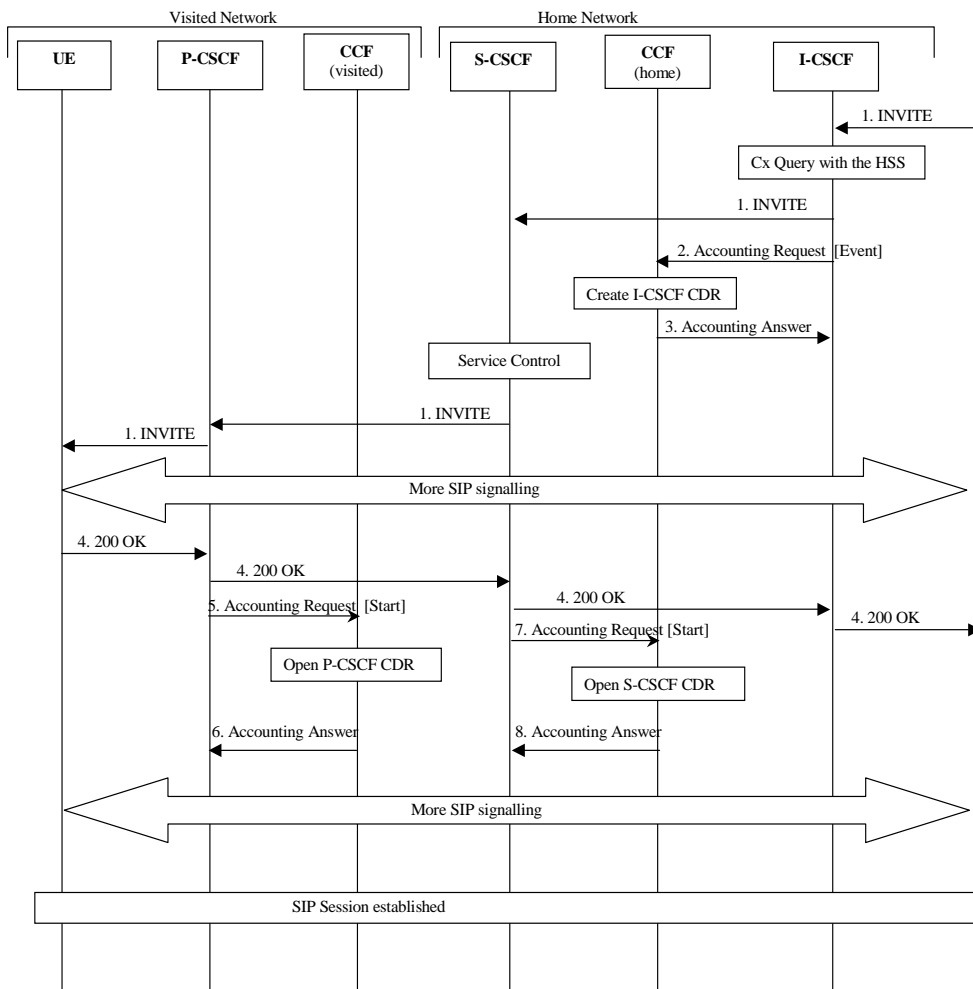 Visited Network
Home Network
UE
P-CSCF
CCF
(visited)
S-CSCF
CCF
(home)
I-CSCF
1. INVITE
Cx Query with the HSS
1. INVITE
2. Accounting Request [Event]
Create I-CSCF CDR
3. Accounting Answer
Service Control
1. INVITE
1. INVITE
More SIP signalling
4. 200 OK
4. 200 OK
5. Accounting Request [Start]
4. 200 OK
4. 200 OK
7. Accounting Request [Start]
Open P-CSCF CDR
Open S-CSCF CDR
6. Accounting Answer
8. Accounting Answer
More SIP signalling
SIP Session established